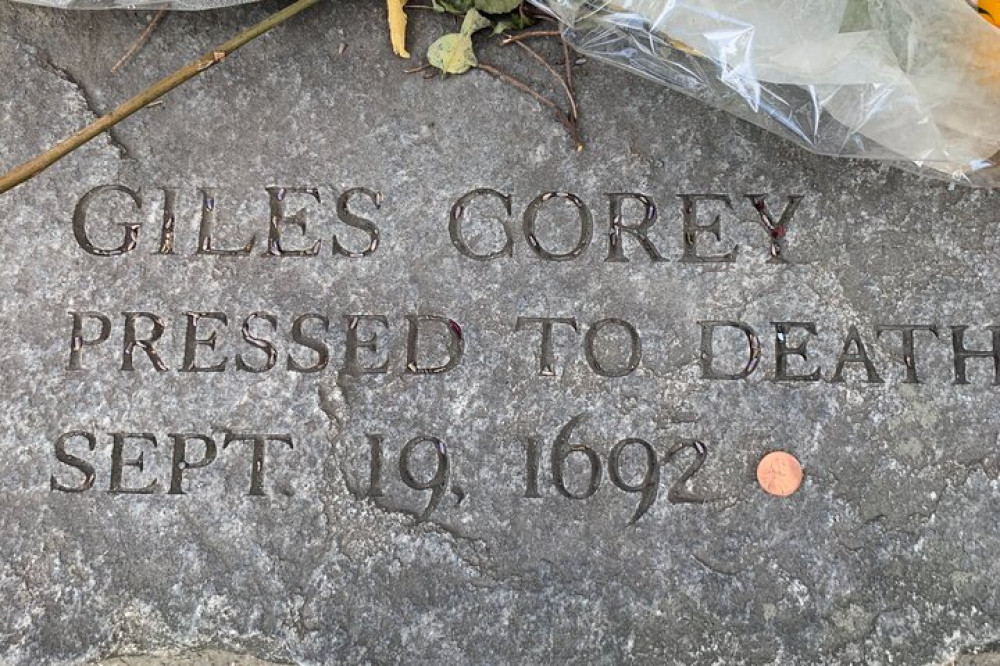 GILES COREY
PRESSED TO DEATH
SEPT. 19, 1692